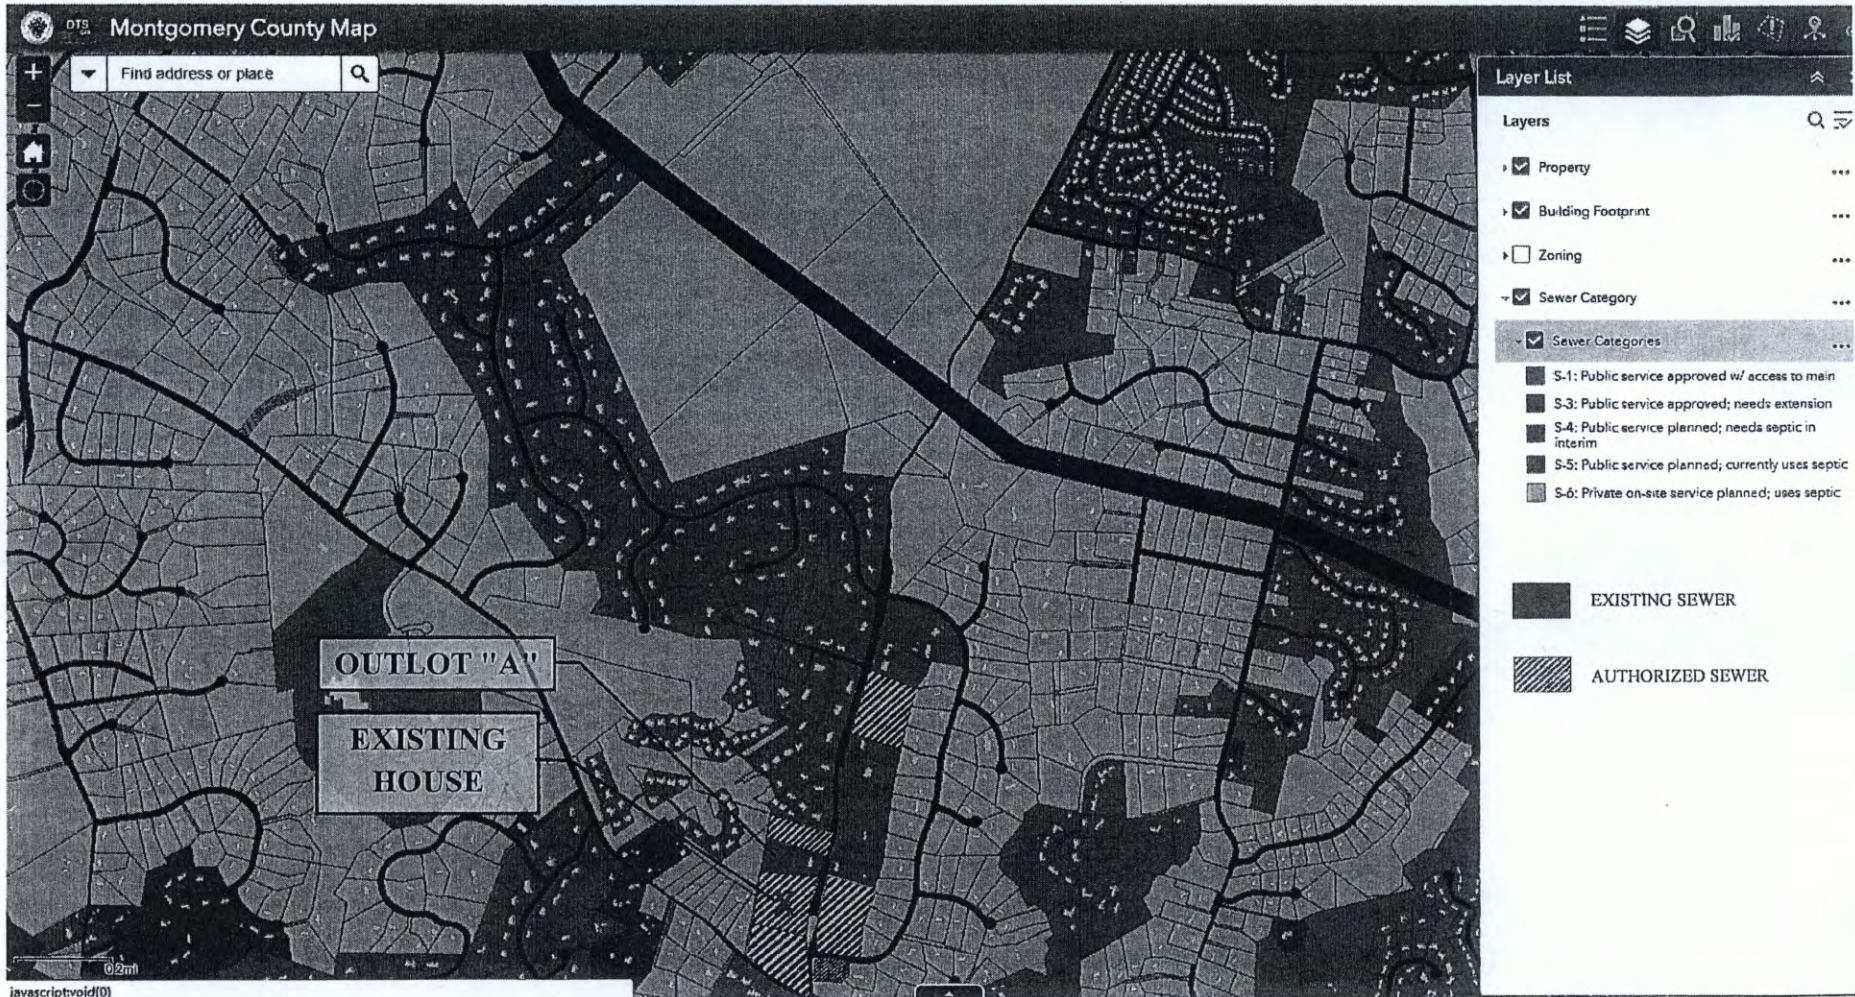 DTS
Montgomery County Map
Find address or place
Layer List
Layers
Property
Building Footprint
Zoning
Sewer Category
Sewer Categories
S-1: Public service approved w/ access to main
S-3: Public service approved; needs extension
S-4: Public service planned; needs septic in
interim
S-5: Public service planned; currently uses septic
S-6: Private on-site service planned; uses septic
EXISTING SEWER
AUTHORIZED SEWER
OUTLOT "A"
EXISTING
HOUSE
0.2mi
javascript:void(0)